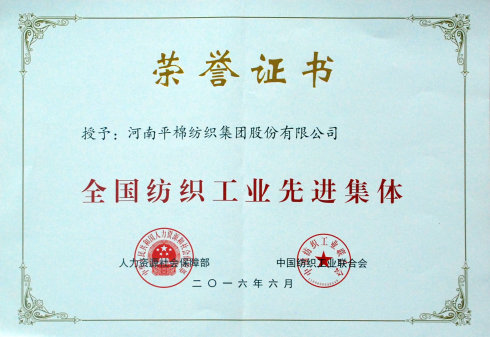 荣誉证书
授予：河南平棉纺织集团股份有限公司
全国纺织工业先进集体
人力资源社会保障部 中国纺织工业联合会
二〇一六年六月